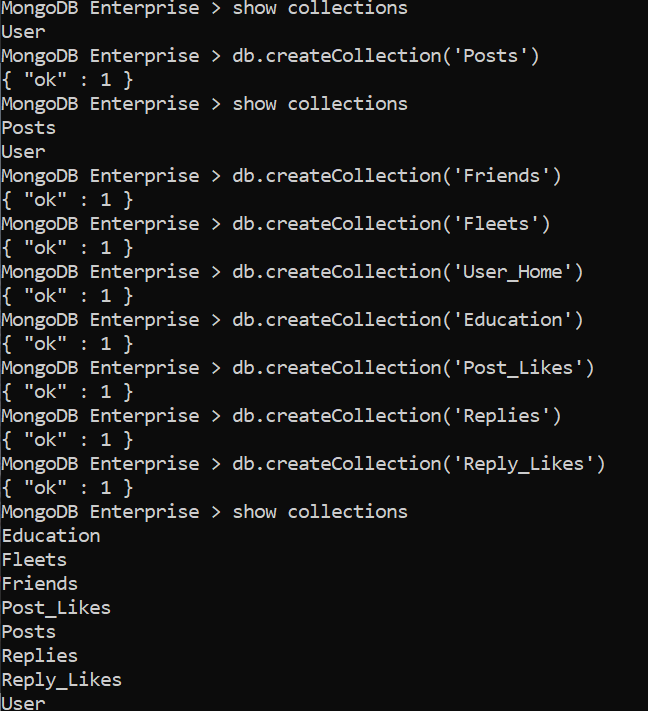 MongoDB Enterprise > show collections
User
MongoDB Enterprise > db.createCollection('Posts')
{ "ok" : 1 }
MongoDB Enterprise > show collections
Posts
User
MongoDB Enterprise > db.createCollection('Friends')
{ "ok" : 1 }
MongoDB Enterprise > db.createCollection('Fleets')
{ "ok" : 1 }
MongoDB Enterprise > db.createCollection('User_Home')
{ "ok" : 1 }
MongoDB Enterprise > db.createCollection('Education')
{ "ok" : 1 }
MongoDB Enterprise > db.createCollection('Post_Likes')
{ "ok" : 1 }
MongoDB Enterprise > db.createCollection('Replies')
{ "ok" : 1 }
MongoDB Enterprise > db.createCollection('Reply_Likes')
{ "ok" : 1 }
MongoDB Enterprise > show collections
Education
Fleets
Friends
Post_Likes
Posts
Replies
Reply_Likes
User